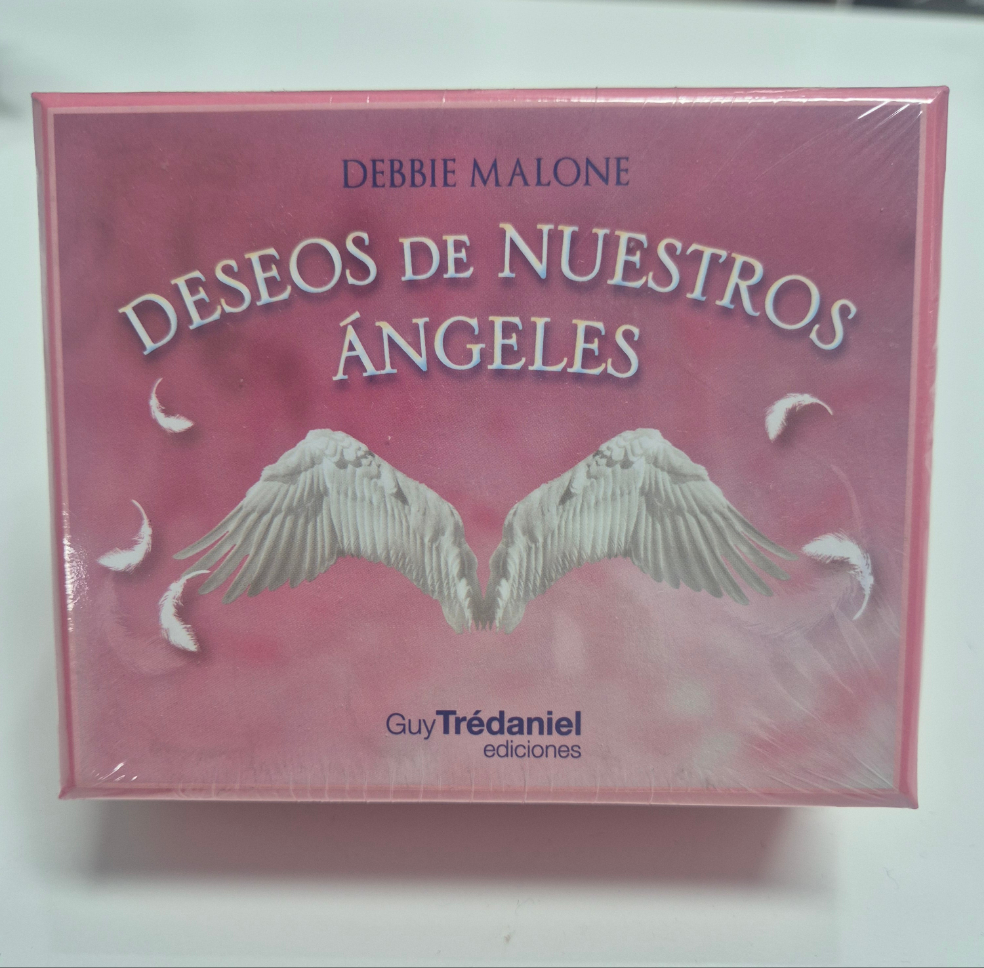 DEBBIE MALONE
DESEOS DE NUESTROS
ÁNGELES
GuyTrédaniel
ediciones